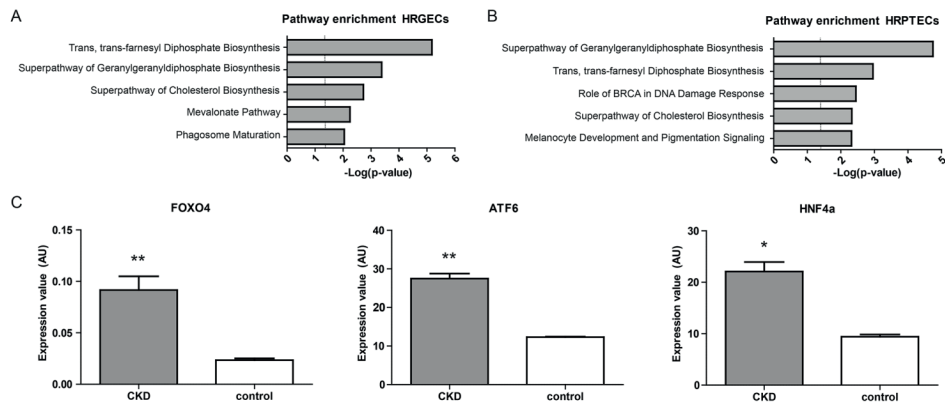 A
Pathway enrichment HRGECs
Trans, trans-farnesyl Diphosphate Biosynthesis
Superpathway of Geranylgeranyldiphosphate Biosynthesis
Superpathway of Cholesterol Biosynthesis
Mevalonate Pathway
Phagosome Maturation
0 1 2 3 4 5 6
-Log(p-value)
B
Pathway enrichment HRPTECs
Superpathway of Geranylgeranyldiphosphate Biosynthesis
Trans, trans-farnesyl Diphosphate Biosynthesis
Role of BRCA in DNA Damage Response
Superpathway of Cholesterol Biosynthesis
Melanocyte Development and Pigmentation Signaling
0 1 2 3 4 5
-Log(p-value)
C
FOXO4
Expression value (AU)
0.15
0.10
0.05
0.00
**
CKD control
ATF6
Expression value (AU)
40
30
20
10
0
**
CKD control
HNF4a
Expression value (AU)
30
20
10
0
*
CKD control